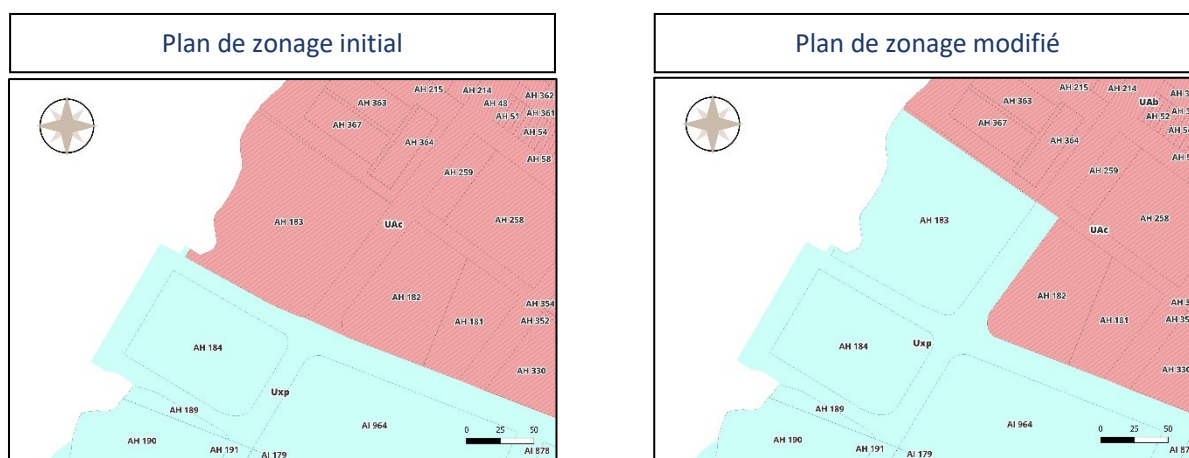 Plan de zonage initial
AH 215
AH 214
AH 362
AH 363
AH 48
AH 361
AH 51
AH 367
AH 54
AH 364
AH 58
AH 259
AH 183
UAc
AH 258
AH 182
AH 354
AH 181
AH 352
AH 184
AH 330
Uxp
AH 189
AI 964
0 25 50
AH 190
AH 191
AI 179
AI 878
Plan de zonage modifié
AH 215
AH 214
AH 363
UAb
AH 52
AH 367
AH 364
AH 259
AH 183
AH 258
UAc
AH 182
AH 181
AH 184
Uxp
AH 330
AH 189
AI 964
0 25 50
AH 190
AH 191
AI 179